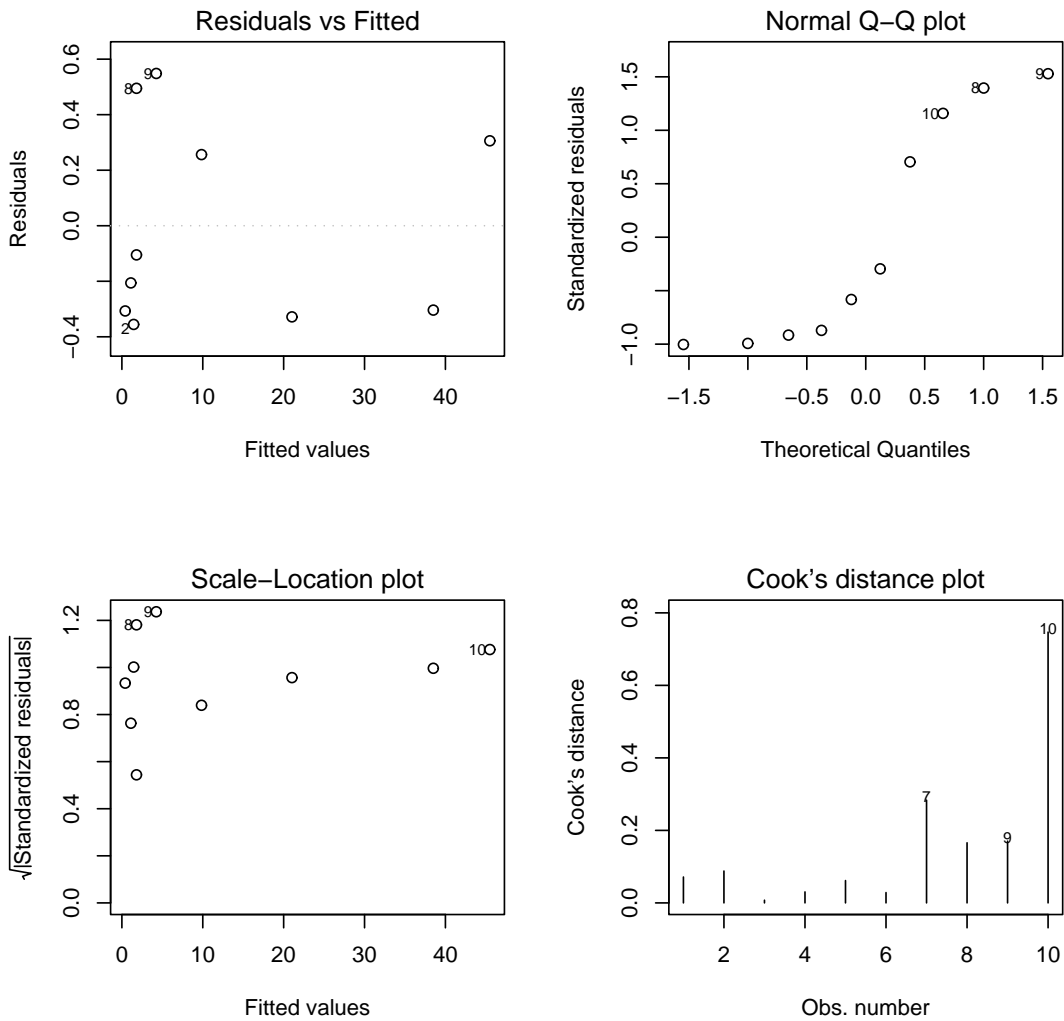 Residuals vs Fitted
Residuals
0.6
0.4
0.2
0.0
−0.4
8
9
2
0 10 20 30 40
Fitted values
Normal Q−Q plot
Standardized residuals
1.5
1.0
0.5
0.0
−1.0
10
8
9
−1.5 −0.5 0.0 0.5 1.0 1.5
Theoretical Quantiles
Scale−Location plot
√|Standardized residuals|
1.2
0.8
0.4
0.0
8
9
10
0 10 20 30 40
Fitted values
Cook's distance plot
Cook's distance
0.8
0.6
0.4
0.2
0.0
7
9
10
2 4 6 8 10
Obs. number